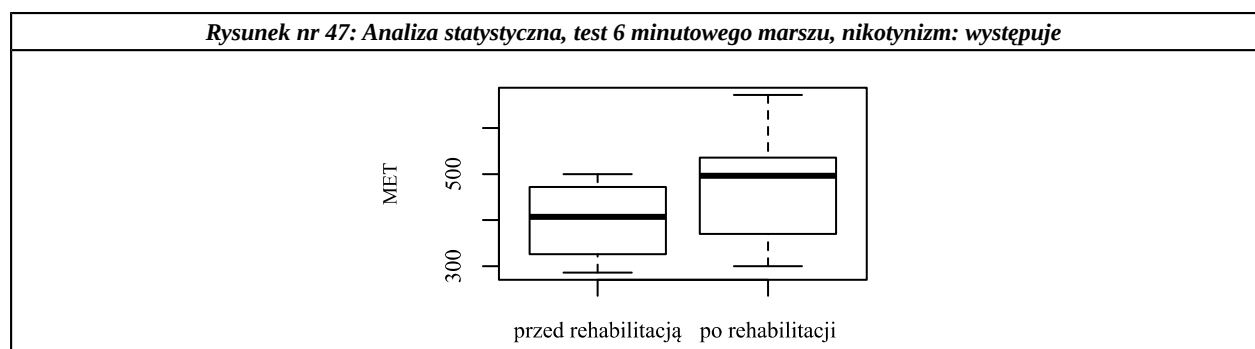 Rysunek nr 47: Analiza statystyczna, test 6 minutowego marszu, nikotynizm: występuje
MET
500
300
przed rehabilitacją po rehabilitacji